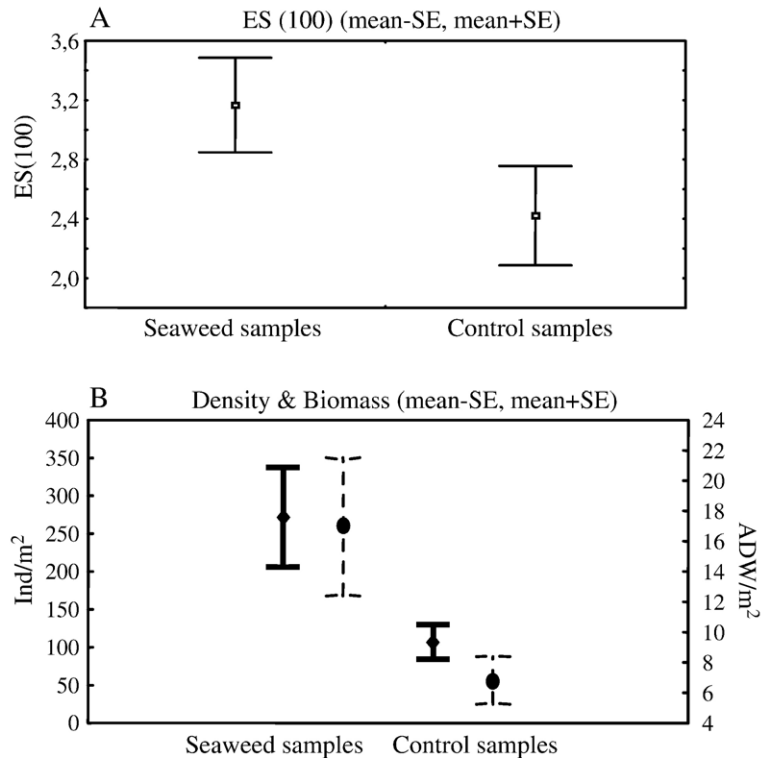 A
ES (100) (mean-SE, mean+SE)
3,6
3,2
2,8
2,4
2,0
ES(100)
Seaweed samples
Control samples
B
Density & Biomass (mean-SE, mean+SE)
400
350
300
250
200
150
100
50
0
Ind/m²
24
22
20
18
16
14
12
10
8
6
4
ADW/m²
Seaweed samples
Control samples